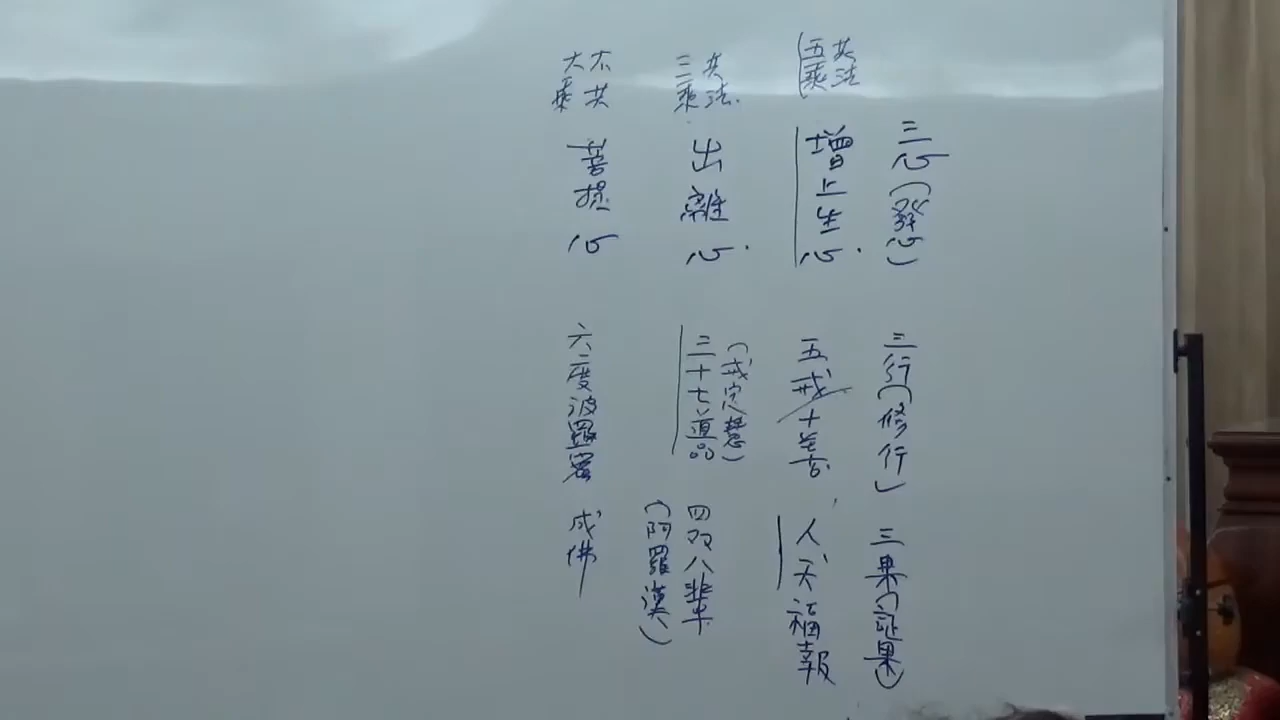 三心(發心)
三行(修行)
三果(証果)
五乘
共法
增上生心
五戒十善
人、天福報
三乘
共法
出離心
(戒定慧)
三十七道品
四双八輩
(阿羅漢)
大乘
不共
菩提心
六度波羅蜜
成佛